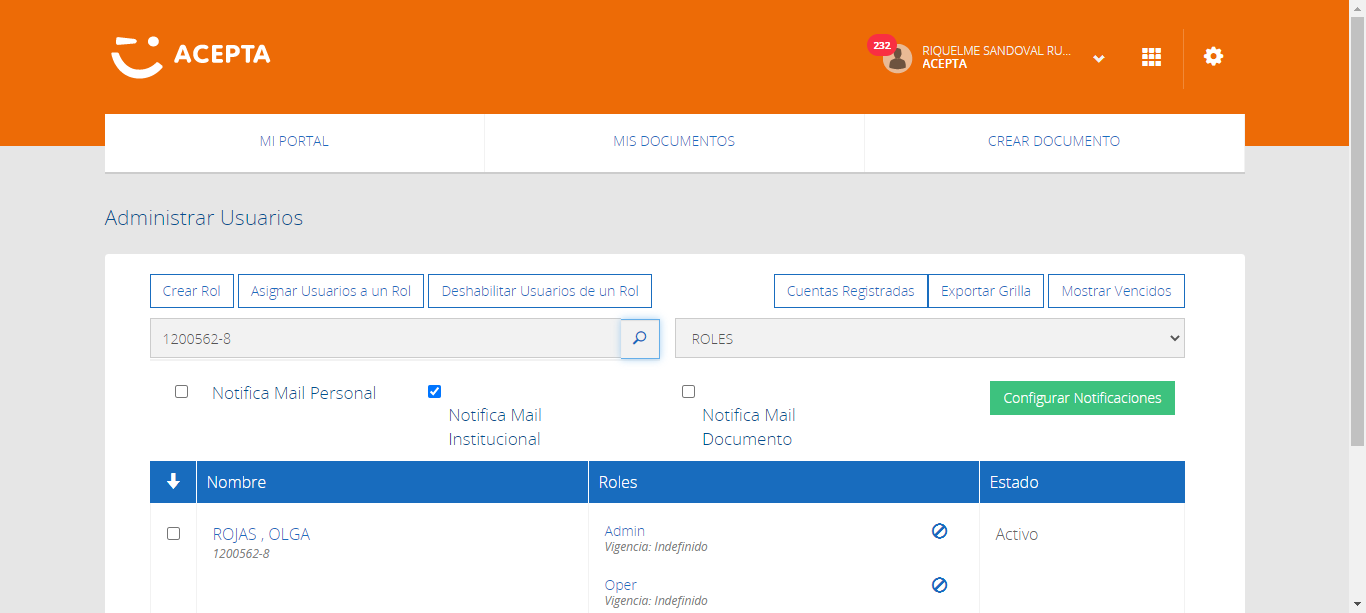 ACEPTA
232
RIQUELME SANDOVAL RU...
ACEPTA
MI PORTAL
MIS DOCUMENTOS
CREAR DOCUMENTO
Administrar Usuarios
Crear Rol
Asignar Usuarios a un Rol
Deshabilitar Usuarios de un Rol
Cuentas Registradas
Exportar Grilla
Mostrar Vencidos
1200562-8
ROLES
Notifica Mail Personal
Notifica Mail
Institucional
Notifica Mail
Documento
Configurar Notificaciones
Nombre
Roles
Estado
ROJAS , OLGA
1200562-8
Admin
Vigencia: Indefinido
Activo
Oper
Vigencia: Indefinido